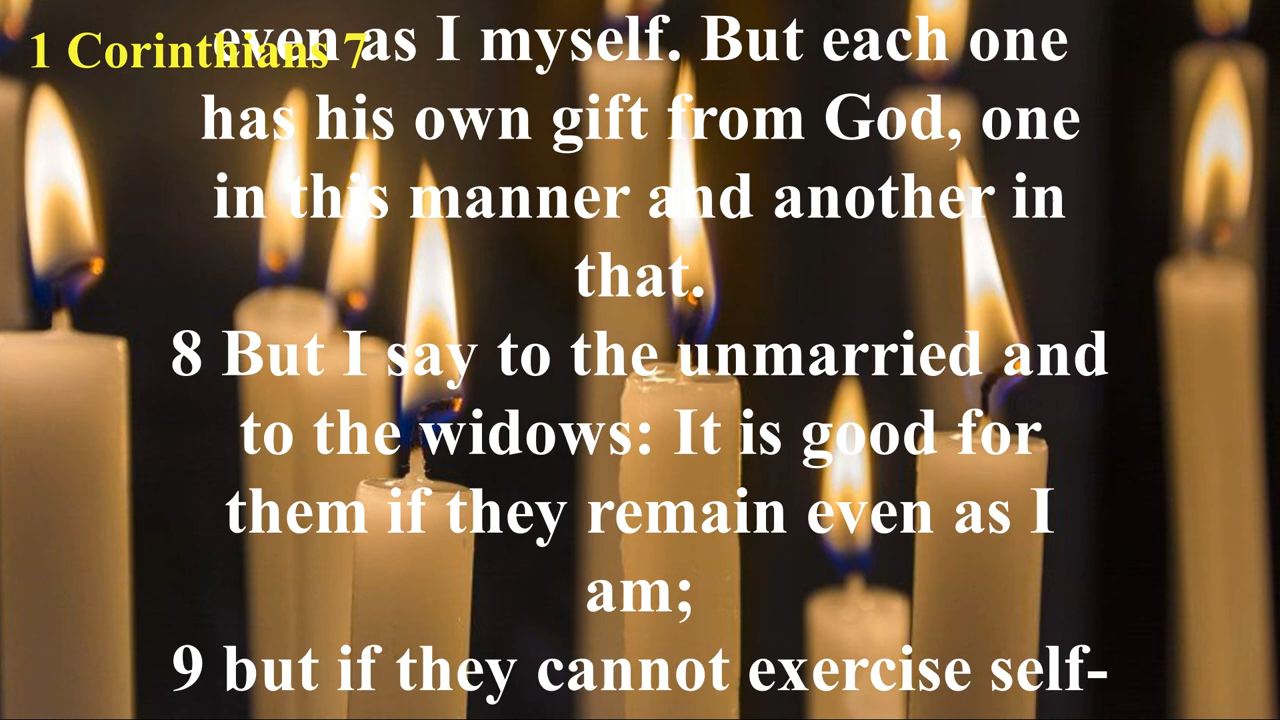 1 Corinthians 7
even as I myself. But each one
has his own gift from God, one
in this manner and another in
that.
8 But I say to the unmarried and
to the widows: It is good for
them if they remain even as I
am;
9 but if they cannot exercise self-